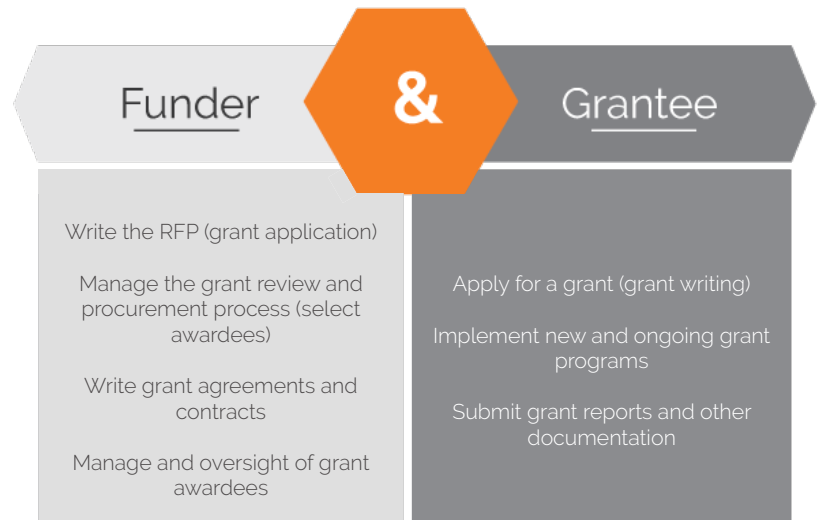 Funder
&
Grantee
Write the RFP (grant application)
Manage the grant review and
procurement process (select
awardees)
Write grant agreements and
contracts
Manage and oversight of grant
awardees
Apply for a grant (grant writing)
Implement new and ongoing grant
programs
Submit grant reports and other
documentation